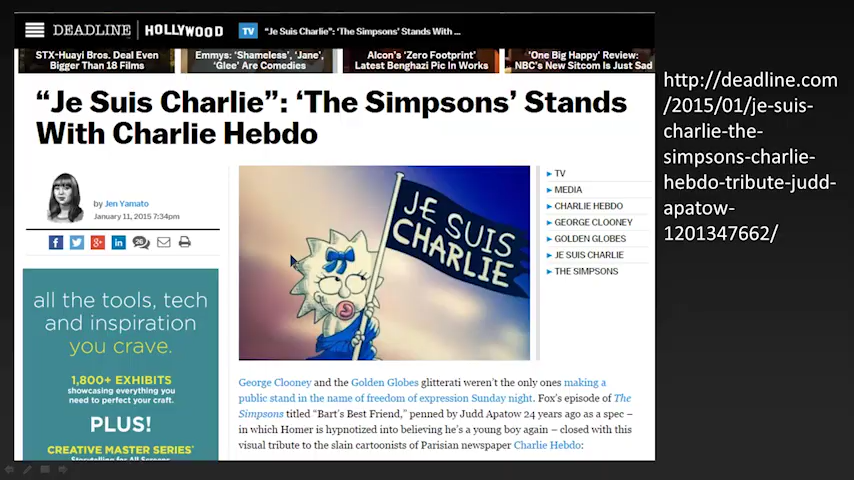 DEADLINE HOLLYWOOD TV "Je Suis Charlie": 'The Simpsons' Stands With ...
STX-Huayi Bros. Deal Even
Bigger Than 18 Films
Emmys: 'Shameless', 'Jane',
'Glee' Are Comedies
Alcon's 'Zero Footprint'
Latest Benghazi Pic In Works
'One Big Happy' Review:
NBC's New Sitcom Is Just Sad
“Je Suis Charlie”: ‘The Simpsons’ Stands
With Charlie Hebdo
by Jen Yamato
January 11, 2015 7:34pm
26
JE SUIS
CHARLIE
TV
MEDIA
CHARLIE HEBDO
GEORGE CLOONEY
GOLDEN GLOBES
JE SUIS CHARLIE
THE SIMPSONS
all the tools, tech
and inspiration
you crave.
1,800+ EXHIBITS
showcasing everything you
need to perfect your craft.
PLUS!
CREATIVE MASTER SERIES
Storytelling for All Screens
George Clooney and the Golden Globes glitterati weren't the only ones making a
public stand in the name of freedom of expression Sunday night. Fox's episode of The
Simpsons titled “Bart's Best Friend,” penned by Judd Apatow 24 years ago as a spec –
in which Homer is hypnotized into believing he's a young boy again – closed with this
visual tribute to the slain cartoonists of Parisian newspaper Charlie Hebdo:
http://deadline.com
/2015/01/je-suis-
charlie-the-
simpsons-charlie-
hebdo-tribute-judd-
apatow-
1201347662/